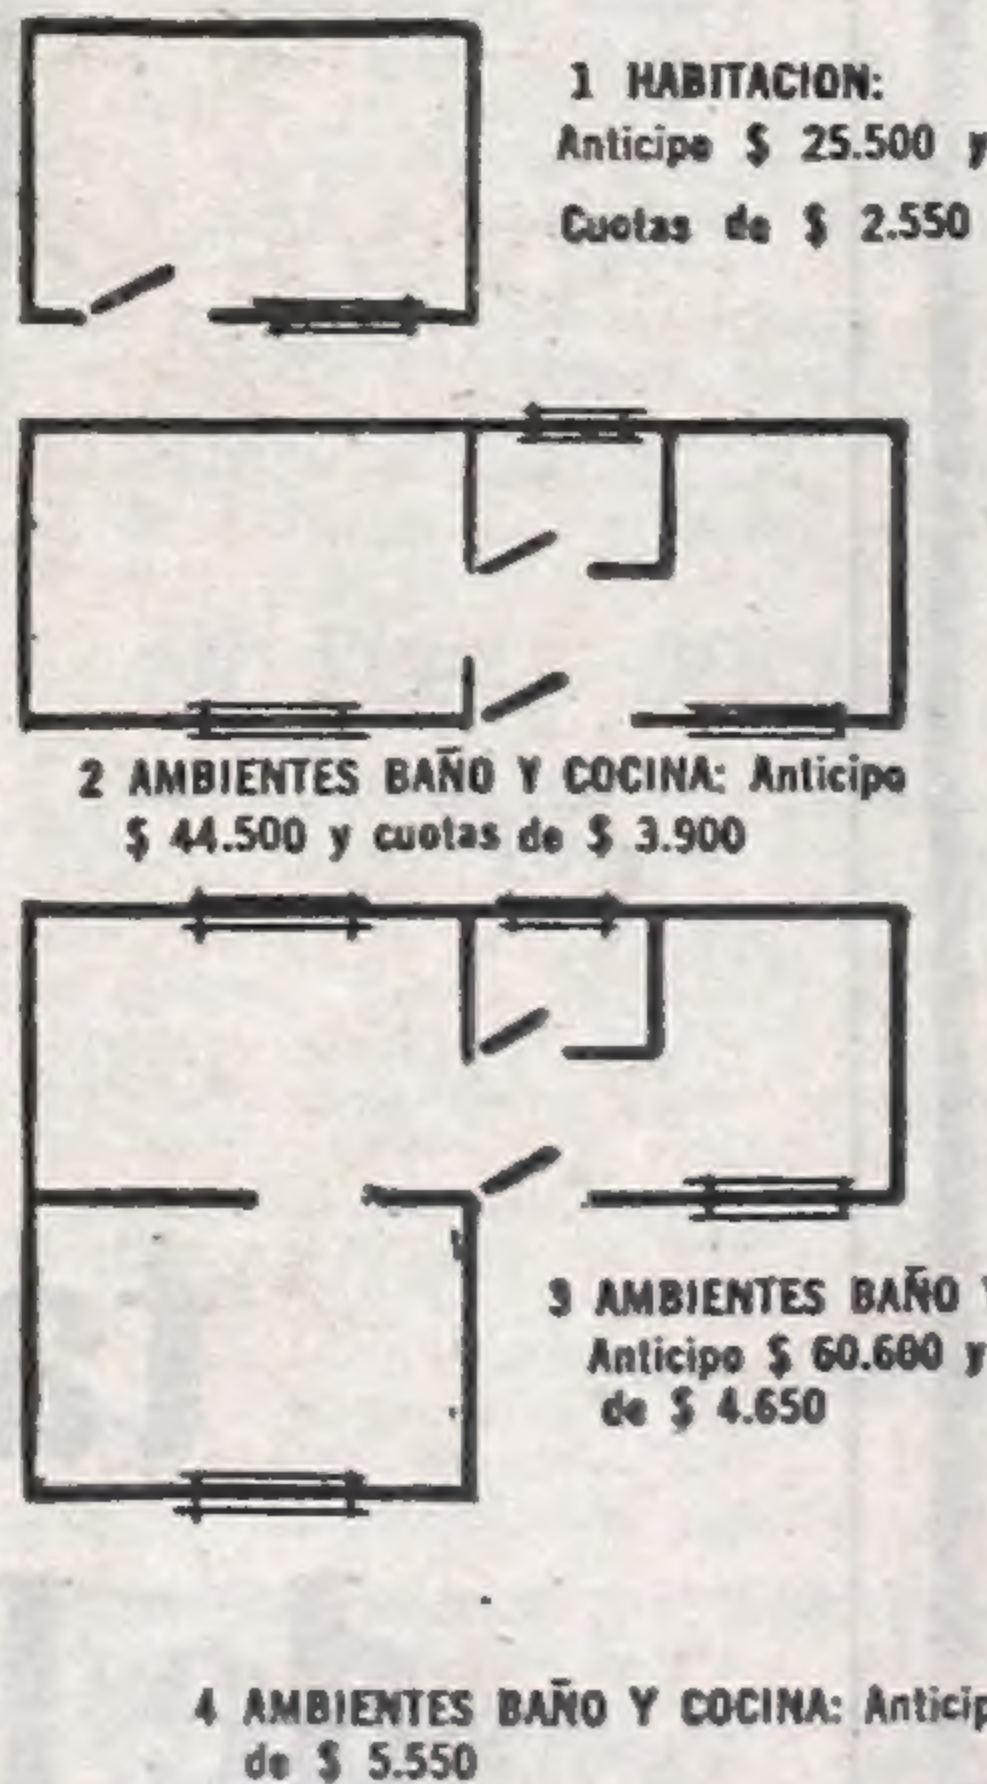 1 HABITACION:
Anticipo $ 25.500 y
Cuotas de $ 2.550
2 AMBIENTES BAÑO Y COCINA: Anticipo
$ 44.500 y cuotas de $ 3.900
3 AMBIENTES BAÑO Y
Anticipo $ 60.600 y
de $ 4.650
4 AMBIENTES BAÑO Y COCINA: Anticip
de $ 5.550